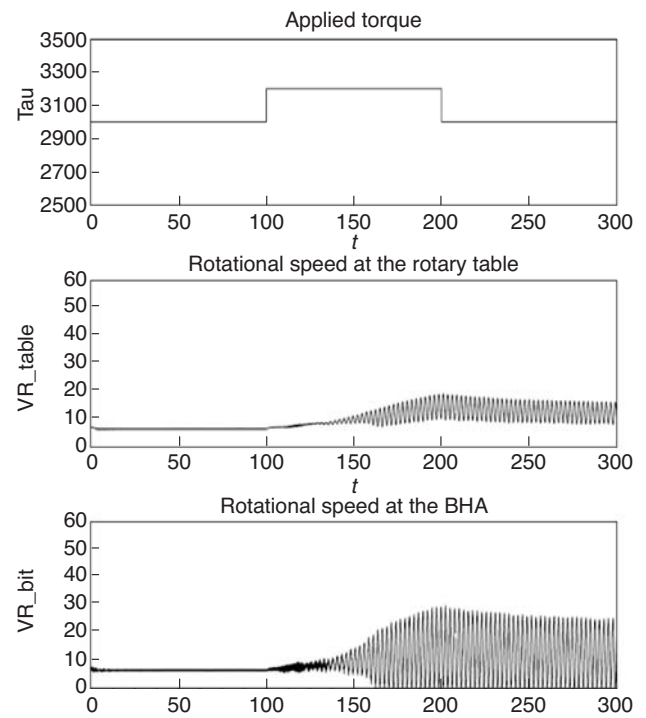 Applied torque
3500
3300
3100
2900
2700
2500
Tau
0 50 100 150 200 250 300
t
Rotational speed at the rotary table
60
50
40
30
20
10
0
VR_table
0 50 100 150 200 250 300
t
Rotational speed at the BHA
60
50
40
30
20
10
0
VR_bit
0 50 100 150 200 250 300